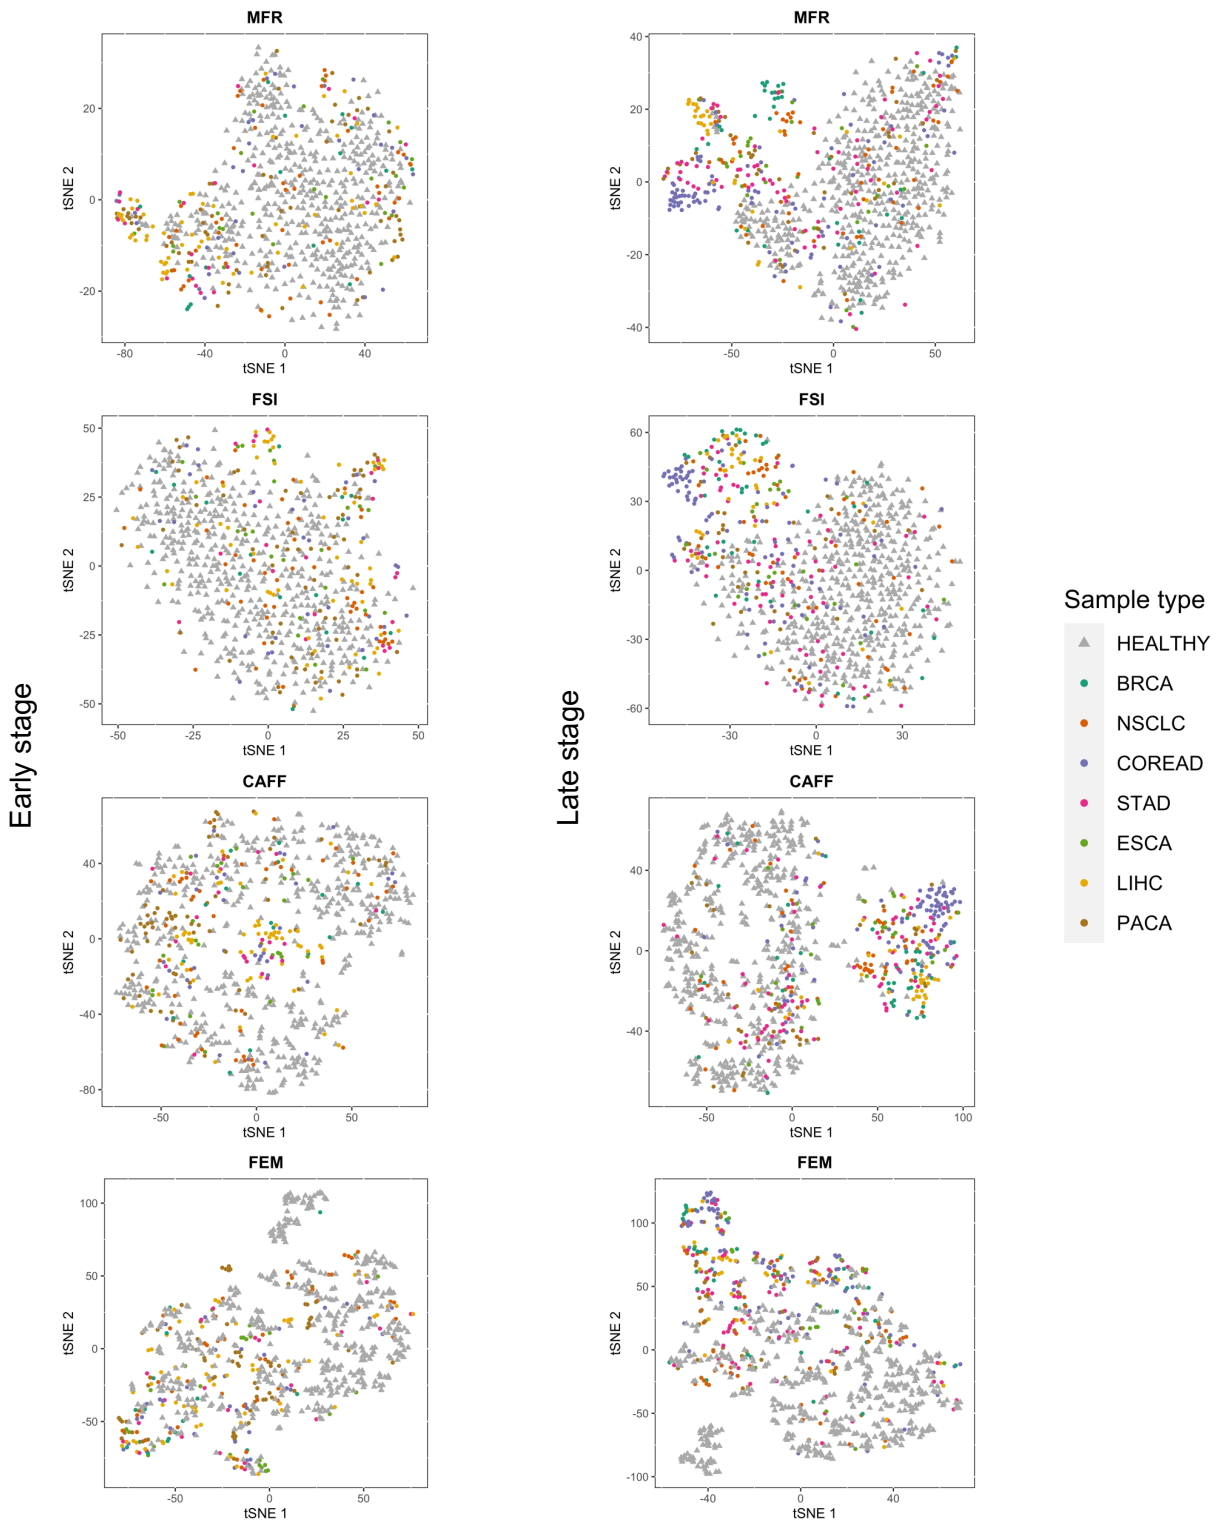 MFR
MFR
20
0
-20
tSNE 2
-80
-40
0
40
tSNE 1
40
20
0
-20
-40
tSNE 2
-50
0
50
tSNE 1
FSI
FSI
50
25
0
-25
-50
tSNE 2
-50
-25
0
25
50
tSNE 1
60
30
0
-30
-60
tSNE 2
-30
0
30
tSNE 1
Early stage
Late stage
Sample type
HEALTHY
BRCA
NSCLC
COREAD
STAD
ESCA
LIHC
PACA
CAFF
CAFF
40
0
-40
-80
tSNE 2
-50
0
50
tSNE 1
40
0
-40
tSNE 2
-50
0
50
100
tSNE 1
FEM
FEM
100
50
0
-50
tSNE 2
-50
0
50
tSNE 1
100
50
0
-50
-100
tSNE 2
-40
0
40
tSNE 1